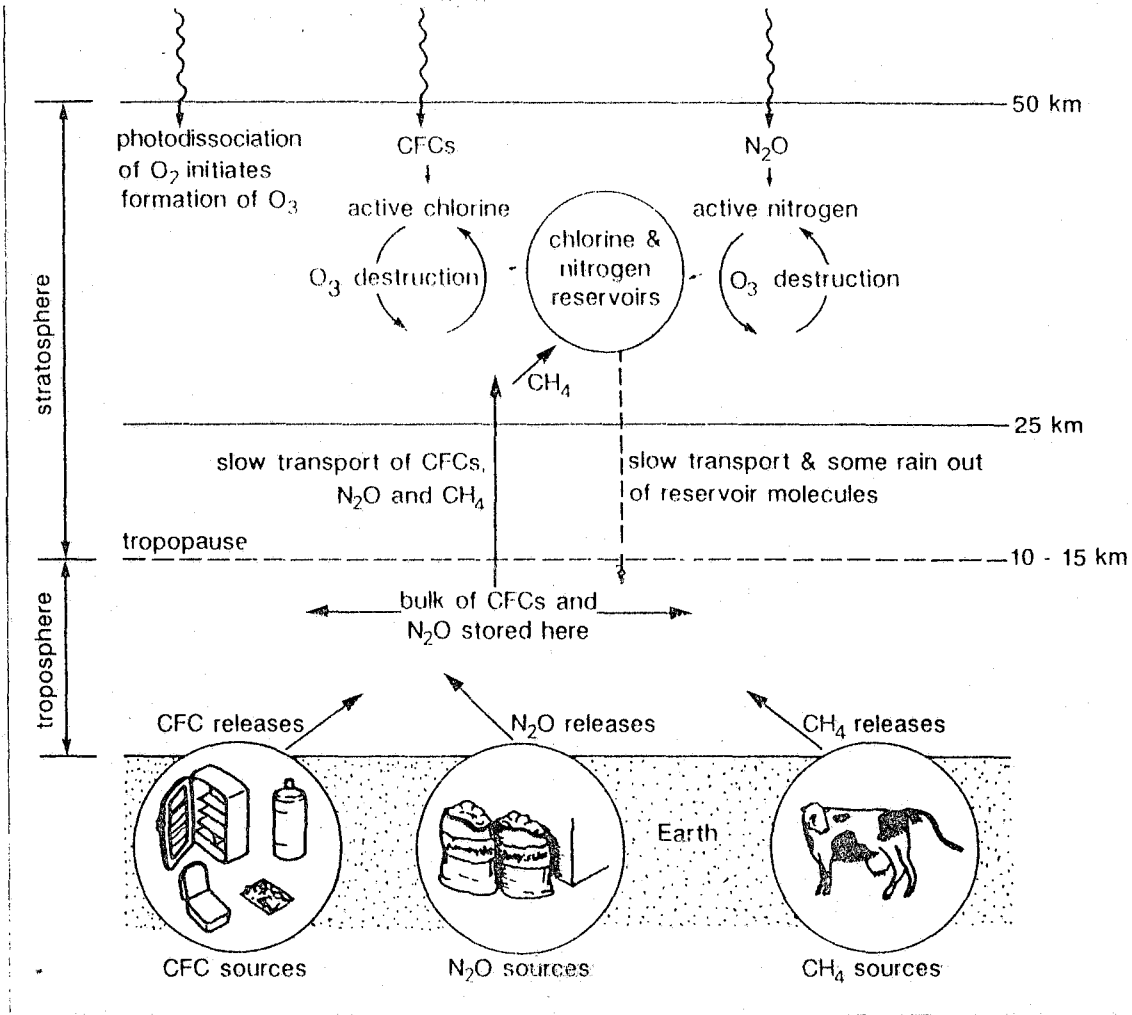 50 km
photodissociation
of O2 initiates
formation of O3
CFCs
N2O
active chlorine
active nitrogen
O3 destruction
chlorine &
nitrogen
reservoirs
O3 destruction
stratosphere
CH4
25 km
slow transport of CFCs,
N2O and CH4
slow transport & some rain out
of reservoir molecules
tropopause
10 - 15 km
bulk of CFCs and
N2O stored here
troposphere
CFC releases
N2O releases
CH4 releases
Earth
CFC sources
N2O sources
CH4 sources